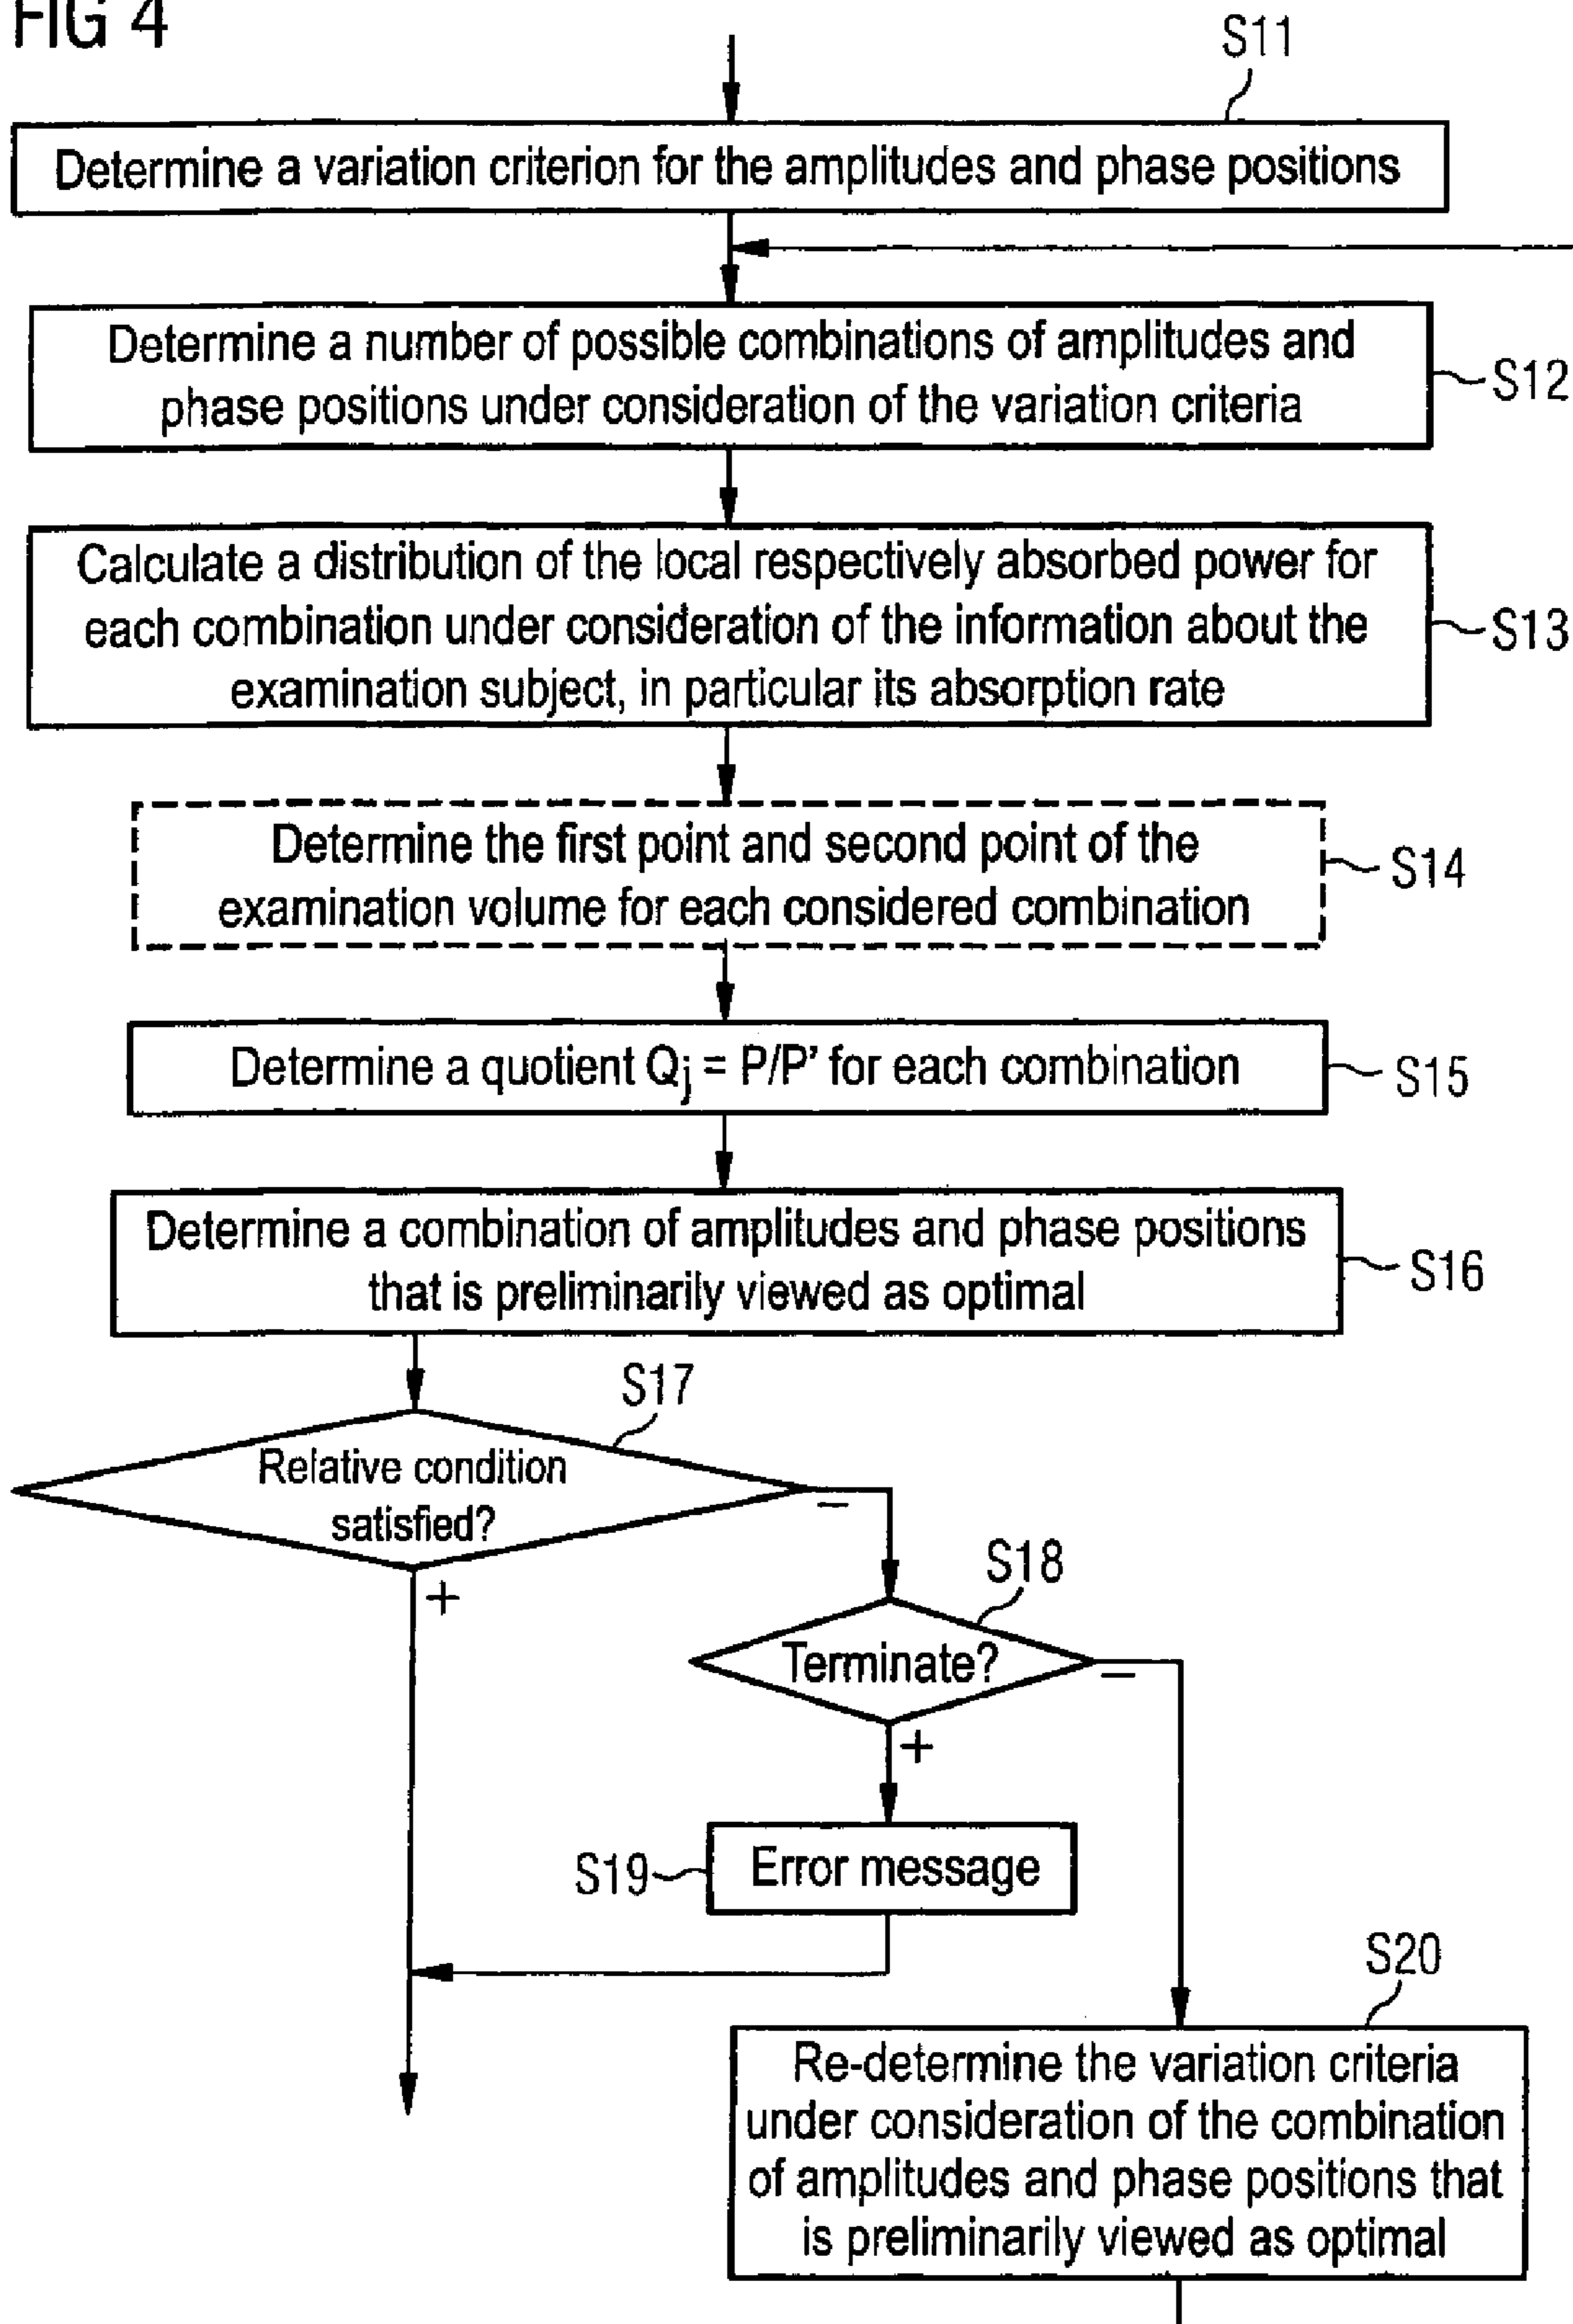 FIG 4
S11
Determine a variation criterion for the amplitudes and phase positions
Determine a number of possible combinations of amplitudes and
phase positions under consideration of the variation criteria
S12
Calculate a distribution of the local respectively absorbed power for
each combination under consideration of the information about the
examination subject, in particular its absorption rate
S13
Determine the first point and second point of the
examination volume for each considered combination
S14
Determine a quotient Qj = P/P' for each combination
S15
Determine a combination of amplitudes and phase positions
that is preliminarily viewed as optimal
S16
S17
Relative condition
satisfied?
–
+
S18
Terminate?
–
+
S19
Error message
S20
Re-determine the variation criteria
under consideration of the combination
of amplitudes and phase positions that
is preliminarily viewed as optimal